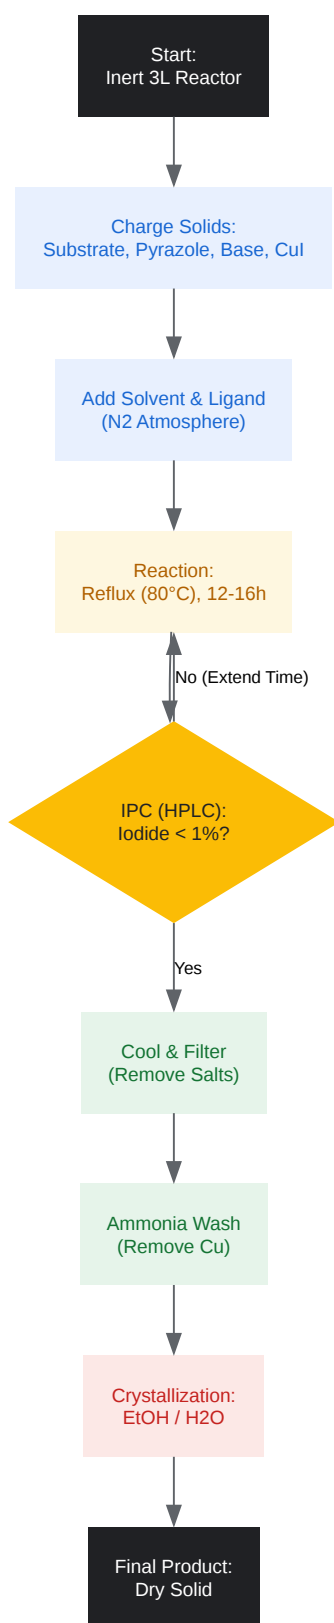 Start:
Inert 3L Reactor
Charge Solids:
Substrate, Pyrazole, Base, CuI
Add Solvent & Ligand
(N2 Atmosphere)
Reaction:
Reflux (80°C), 12-16h
No (Extend Time)
IPC (HPLC):
Iodide < 1%?
Yes
Cool & Filter
(Remove Salts)
Ammonia Wash
(Remove Cu)
Crystallization:
EtOH / H2O
Final Product:
Dry Solid